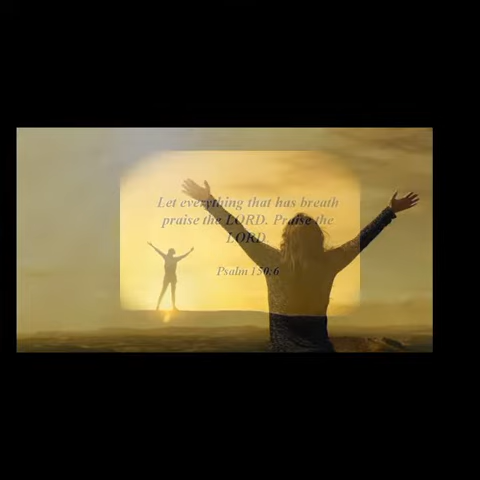 Let everything that has breath
praise the LORD. Praise the
LORD.
Psalm 150:6